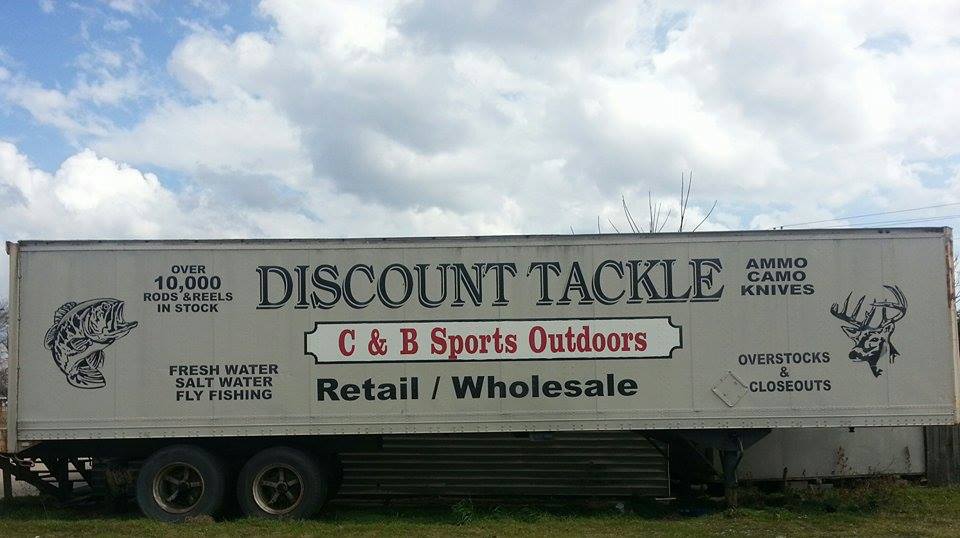 OVER
10,000
RODS & REELS
IN STOCK
FRESH WATER
SALT WATER
FLY FISHING
DISCOUNT TACKLE
C & B Sports Outdoors
Retail / Wholesale
AMMO
CAMO
KNIVES
OVERSTOCKS
&
CLOSEOUTS